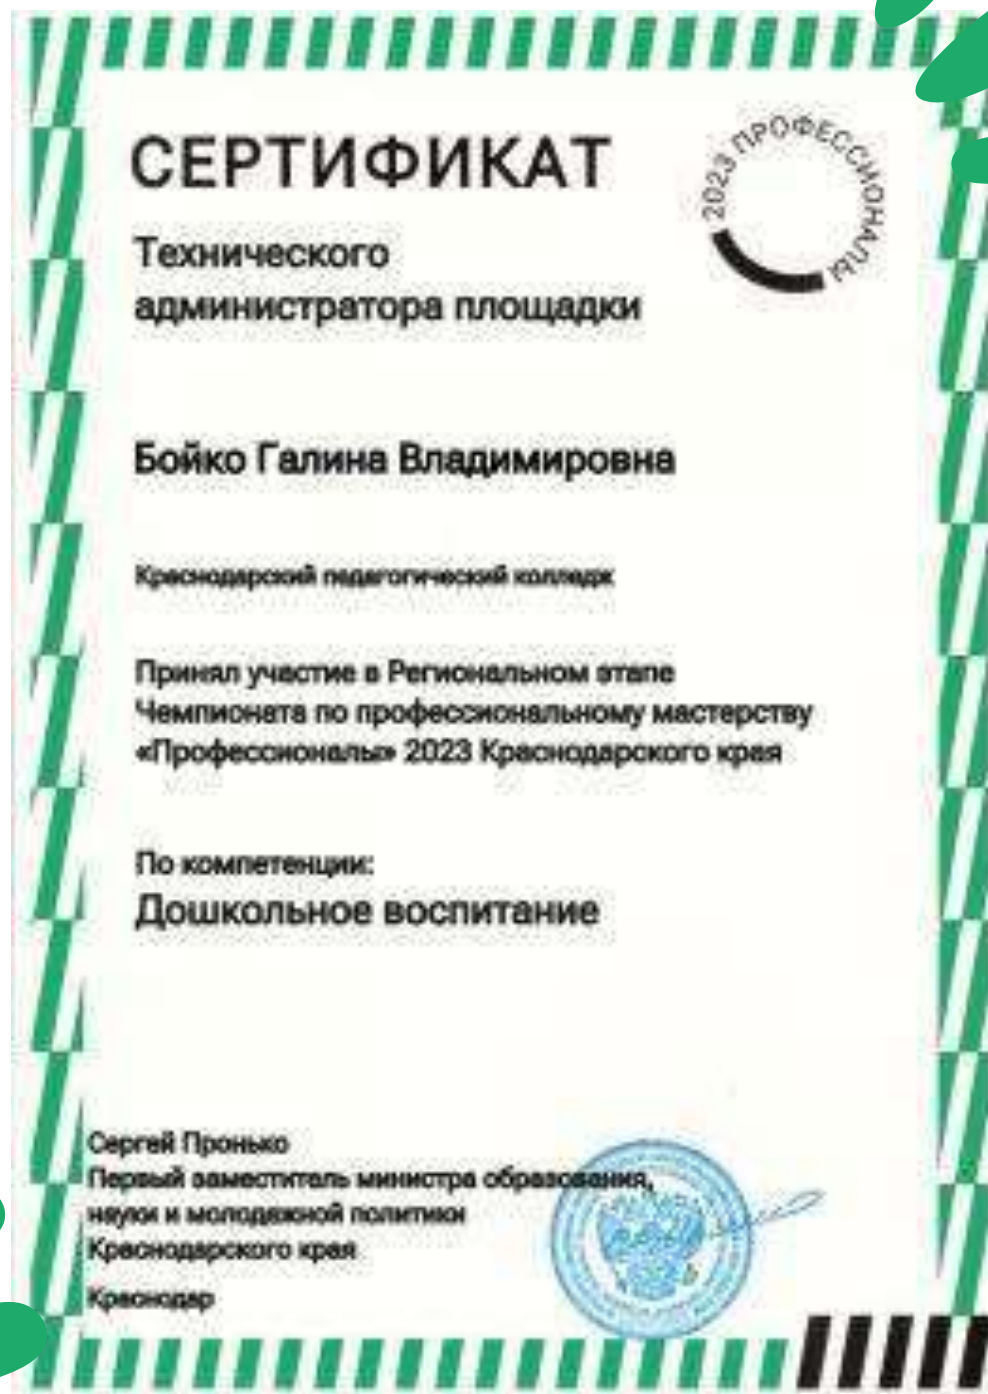 СЕРТИФИКАТ
2023 ПРОФЕССИОНАЛЫ
Технического
администратора площадки
Бойко Галина Владимировна
Краснодарский педагогический колледж
Принял участие в Региональном этапе
Чемпионата по профессиональному мастерству
«Профессионалы» 2023 Краснодарского края
По компетенции:
Дошкольное воспитание
Сергей Пронько
Первый заместитель министра образования,
науки и молодежной политики
Краснодарского края
Краснодар